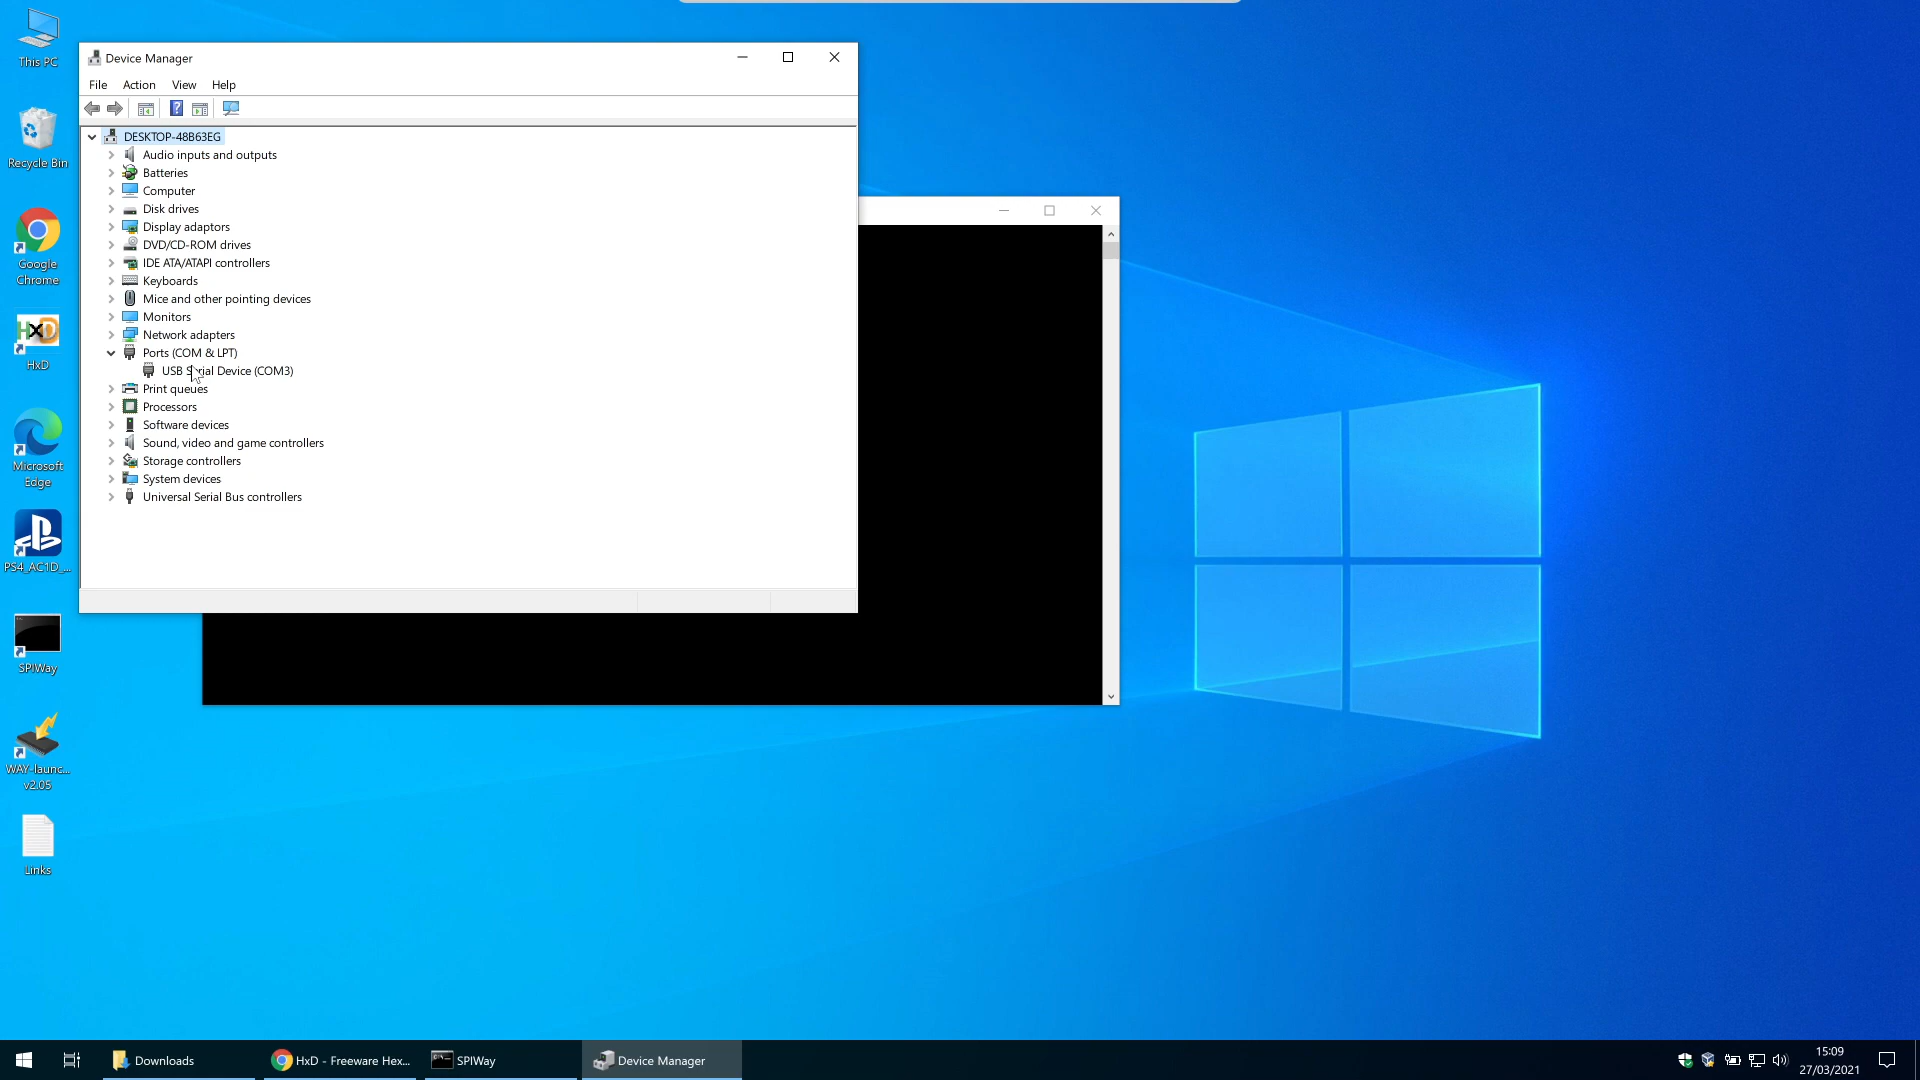 This PC
Recycle Bin
Google
Chrome
HxD
HxD
Microsoft
Edge
PS4_AC1D_...
SPIWay
WAY-launc...
v2.05
Links
Device Manager
File Action View Help
DESKTOP-48B63EG
Audio inputs and outputs
Batteries
Computer
Disk drives
Display adaptors
DVD/CD-ROM drives
IDE ATA/ATAPI controllers
Keyboards
Mice and other pointing devices
Monitors
Network adapters
Ports (COM & LPT)
USB Serial Device (COM3)
Print queues
Processors
Software devices
Sound, video and game controllers
Storage controllers
System devices
Universal Serial Bus controllers
Downloads
HxD - Freeware Hex...
SPIWay
Device Manager
15:09
27/03/2021